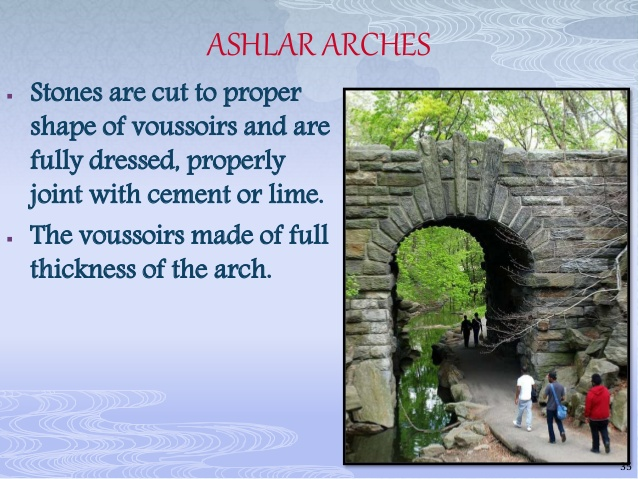 ASHLAR ARCHES
▪ Stones are cut to proper
shape of voussoirs and are
fully dressed, properly
joint with cement or lime.
▪ The voussoirs made of full
thickness of the arch.
35